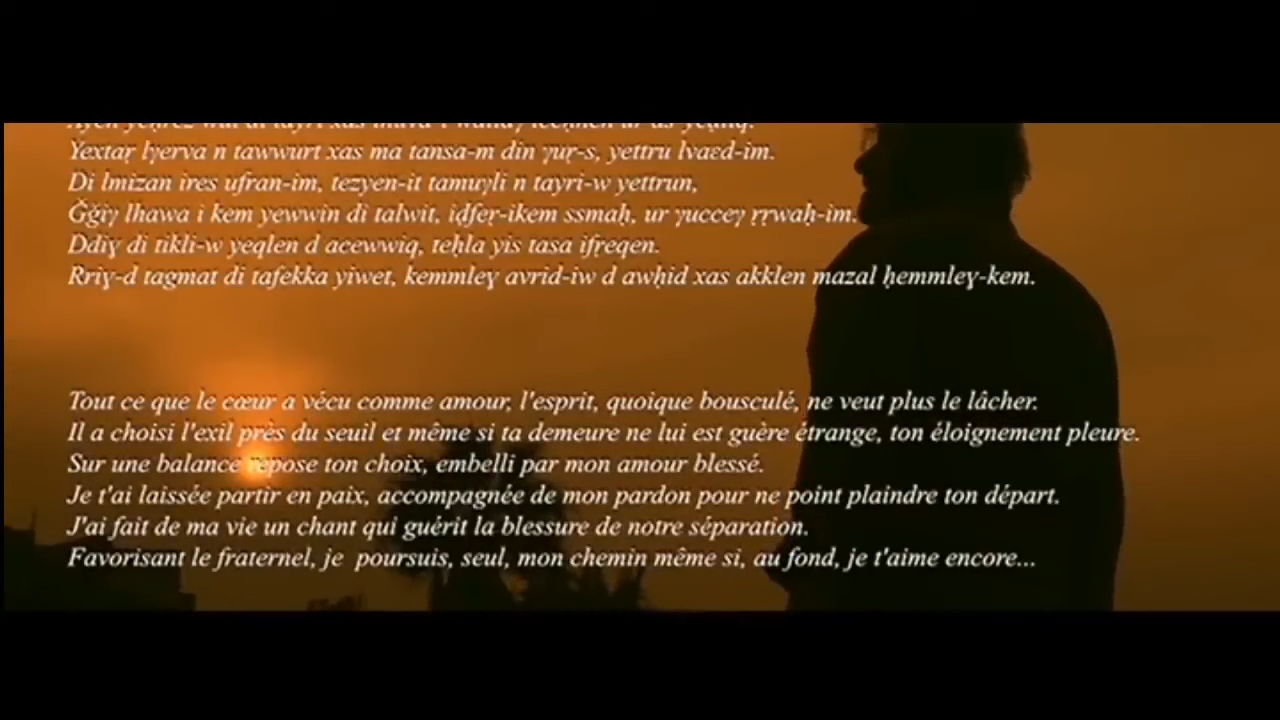 Yextaṛ lɣerva n tawwurt xas ma tansa-m din ɣuṛ-s, yettru lvaɛd-im.
Di lmizan ires ufran-im, tezyen-it tamuɣli n tayri-w yettrun,
Ǧǧiɣ lhawa i kem yewwin di talwit, iḍfeṛ-ikem ssmaḥ, ur ɣucceɣ ṛṛwaḥ-im.
Ddiɣ di tikli-w yeqlen d acewwiq, teḥla yis tasa ifreqen.
Rriɣ-d tagmat di tafekka yiwet, kemmleɣ avrid-iw d awḥid xas akklen mazal ḥemmleɣ-kem.
Tout ce que le cœur a vécu comme amour, l'esprit, quoique bousculé, ne veut plus le lâcher.
Il a choisi l'exil près du seuil et même si ta demeure ne lui est guère étrange, ton éloignement pleure.
Sur une balance repose ton choix, embelli par mon amour blessé.
Je t'ai laissée partir en paix, accompagnée de mon pardon pour ne point plaindre ton départ.
J'ai fait de ma vie un chant qui guérit la blessure de notre séparation.
Favorisant le fraternel, je poursuis, seul, mon chemin même si, au fond, je t'aime encore...